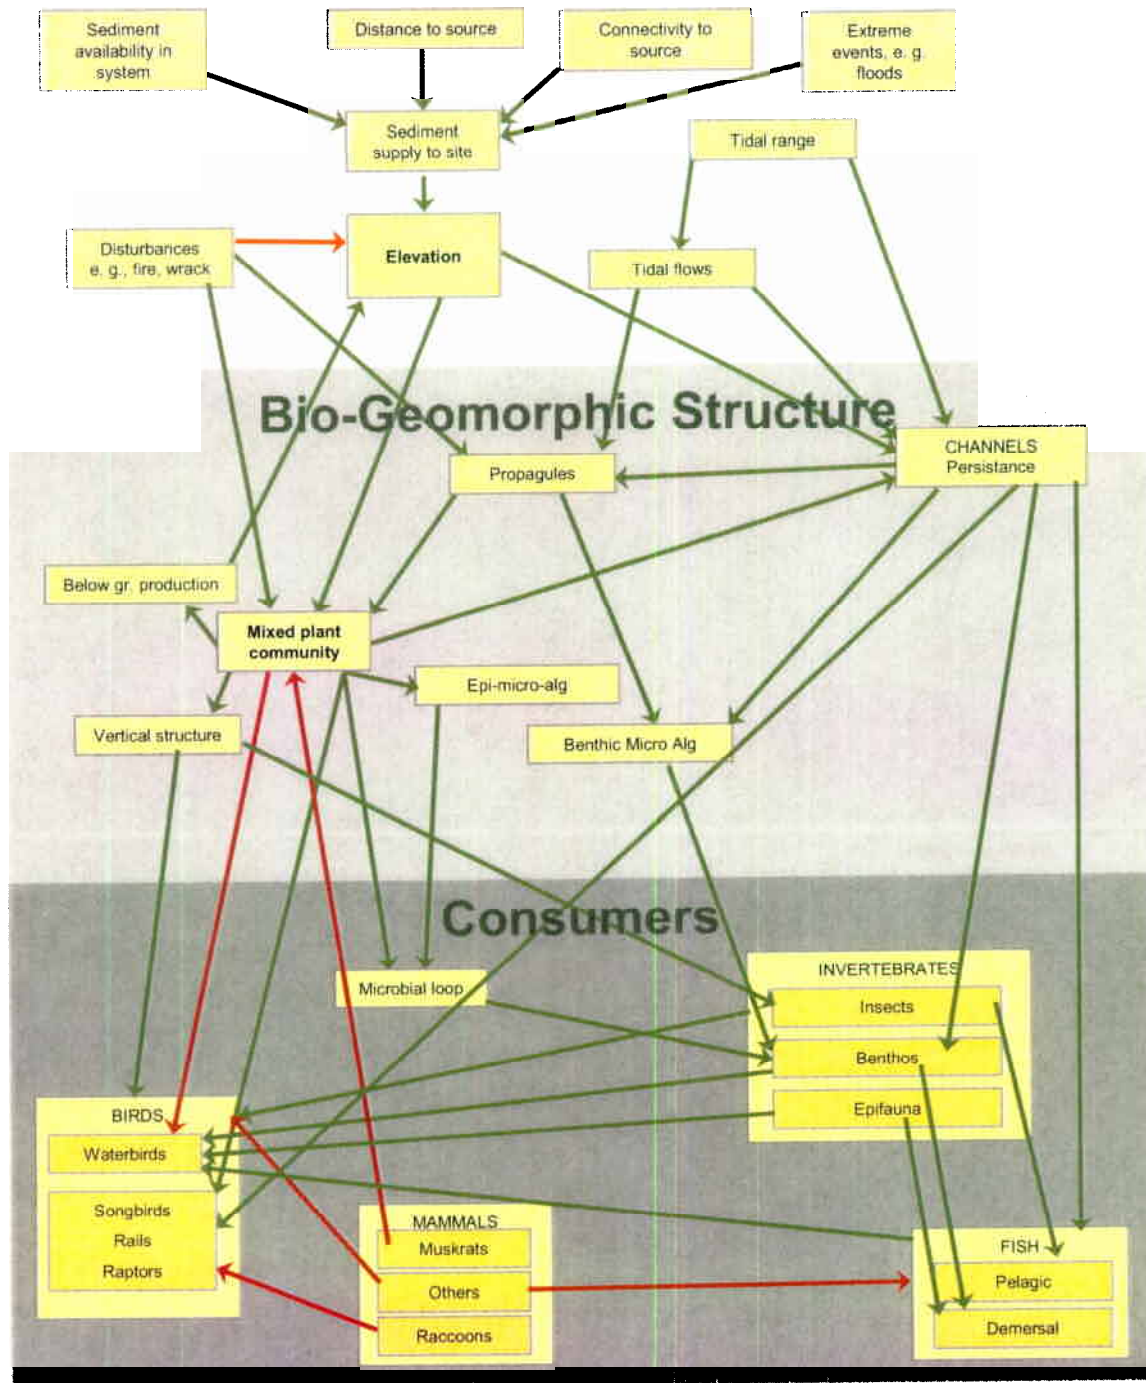 Sediment
availability in
system
Distance to source
Connectivity to
source
Extreme
events, e. g.
floods
Sediment
supply to site
Tidal range
Disturbances
e. g., fire, wrack
Elevation
Tidal flows
Bio-Geomorphic Structure
CHANNELS
Persistance
Propagules
Below gr. production
Mixed plant
community
Epi-micro-alg
Vertical structure
Benthic Micro Alg
Consumers
INVERTEBRATES
Microbial loop
Insects
Benthos
Epifauna
BIRDS
Waterbirds
Songbirds
Rails
Raptors
MAMMALS
Muskrats
Others
Raccoons
FISH
Pelagic
Demersal